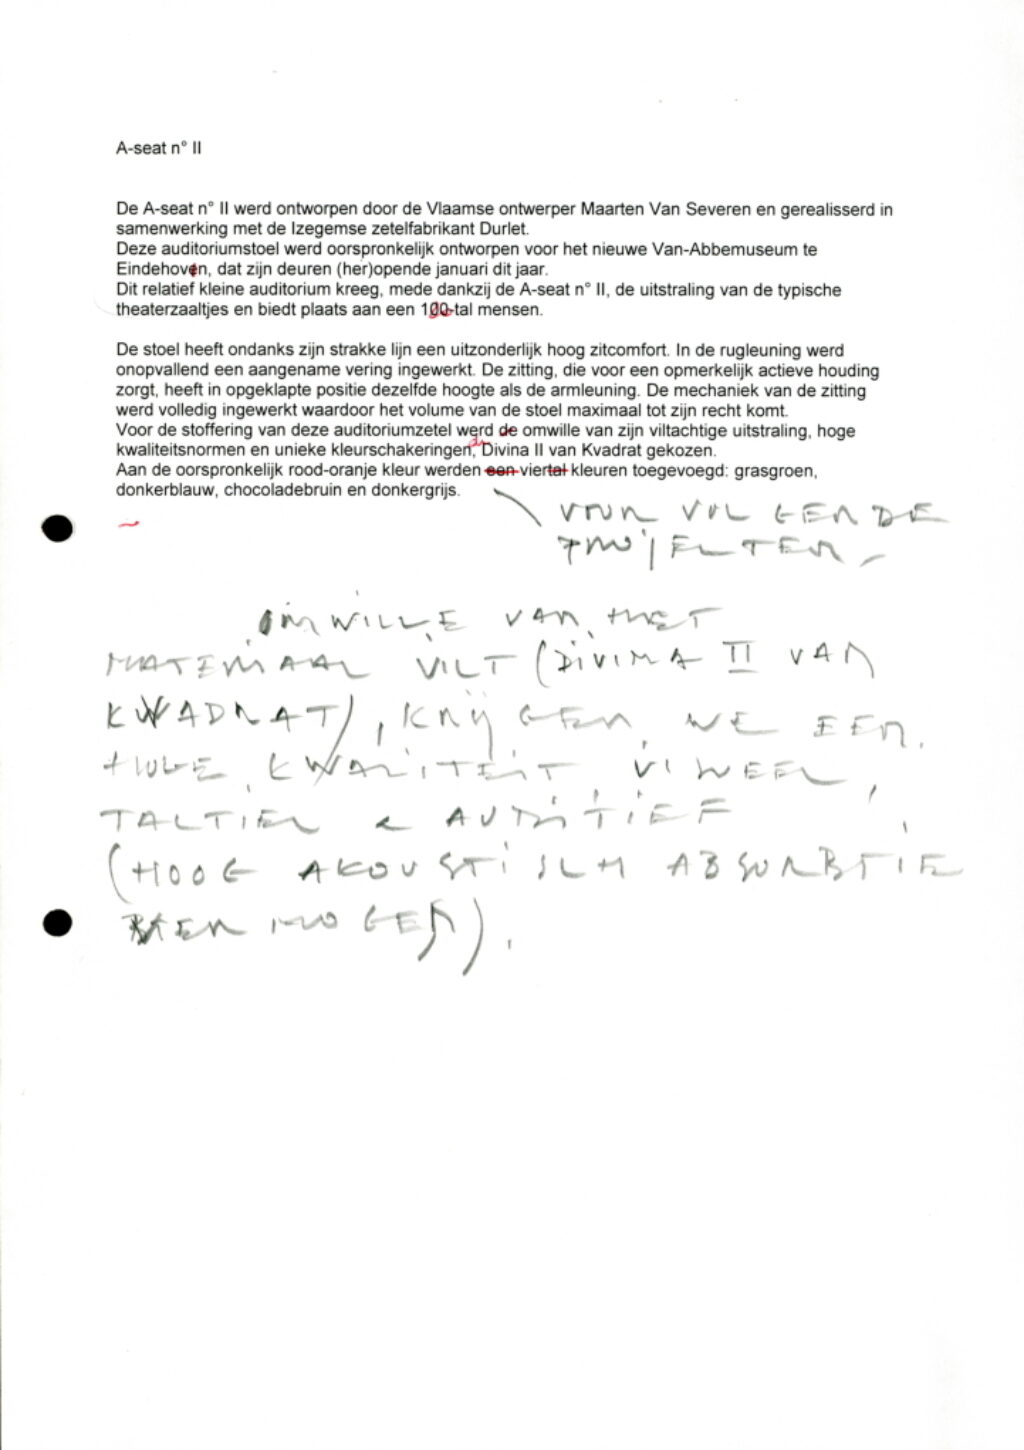 A-seat n° II
De A-seat n° II werd ontworpen door de Vlaamse ontwerper Maarten Van Severen en gerealisserd in
samenwerking met de Izegemse zetelfabrikant Durlet.
Deze auditoriumstoel werd oorspronkelijk ontworpen voor het nieuwe Van-Abbemuseum te
Eindehoven, dat zijn deuren (her)opende januari dit jaar.
Dit relatief kleine auditorium kreeg, mede dankzij de A-seat n° II, de uitstraling van de typische
theaterzaaltjes en biedt plaats aan een 100-tal mensen.
De stoel heeft ondanks zijn strakke lijn een uitzonderlijk hoog zitcomfort. In de rugleuning werd
onopvallend een aangename vering ingewerkt. De zitting, die voor een opmerkelijk actieve houding
zorgt, heeft in opgeklapte positie dezelfde hoogte als de armleuning. De mechaniek van de zitting
werd volledig ingewerkt waardoor het volume van de stoel maximaal tot zijn recht komt.
Voor de stoffering van deze auditoriumzetel werd de omwille van zijn viltachtige uitstraling, hoge
kwaliteitsnormen en unieke kleurschakeringen, de Divina II van Kvadrat gekozen.
Aan de oorspronkelijk rood-oranje kleur werden een viertal kleuren toegevoegd: grasgroen,
donkerblauw, chocoladebruin en donkergrijs.
VOOR VOLGENDE
PROJEKTEN
OMWILLE VAN HET
MATERIAAL VILT (DIVINA II VAN
KWADRAT), KRIJGEN WE EEN
HOGE KWALITEIT VISUEEL,
TAKTIEL & AUDITIEF
(HOOG AKOUSTISCH ABSORBTIE
VERMOGEN).